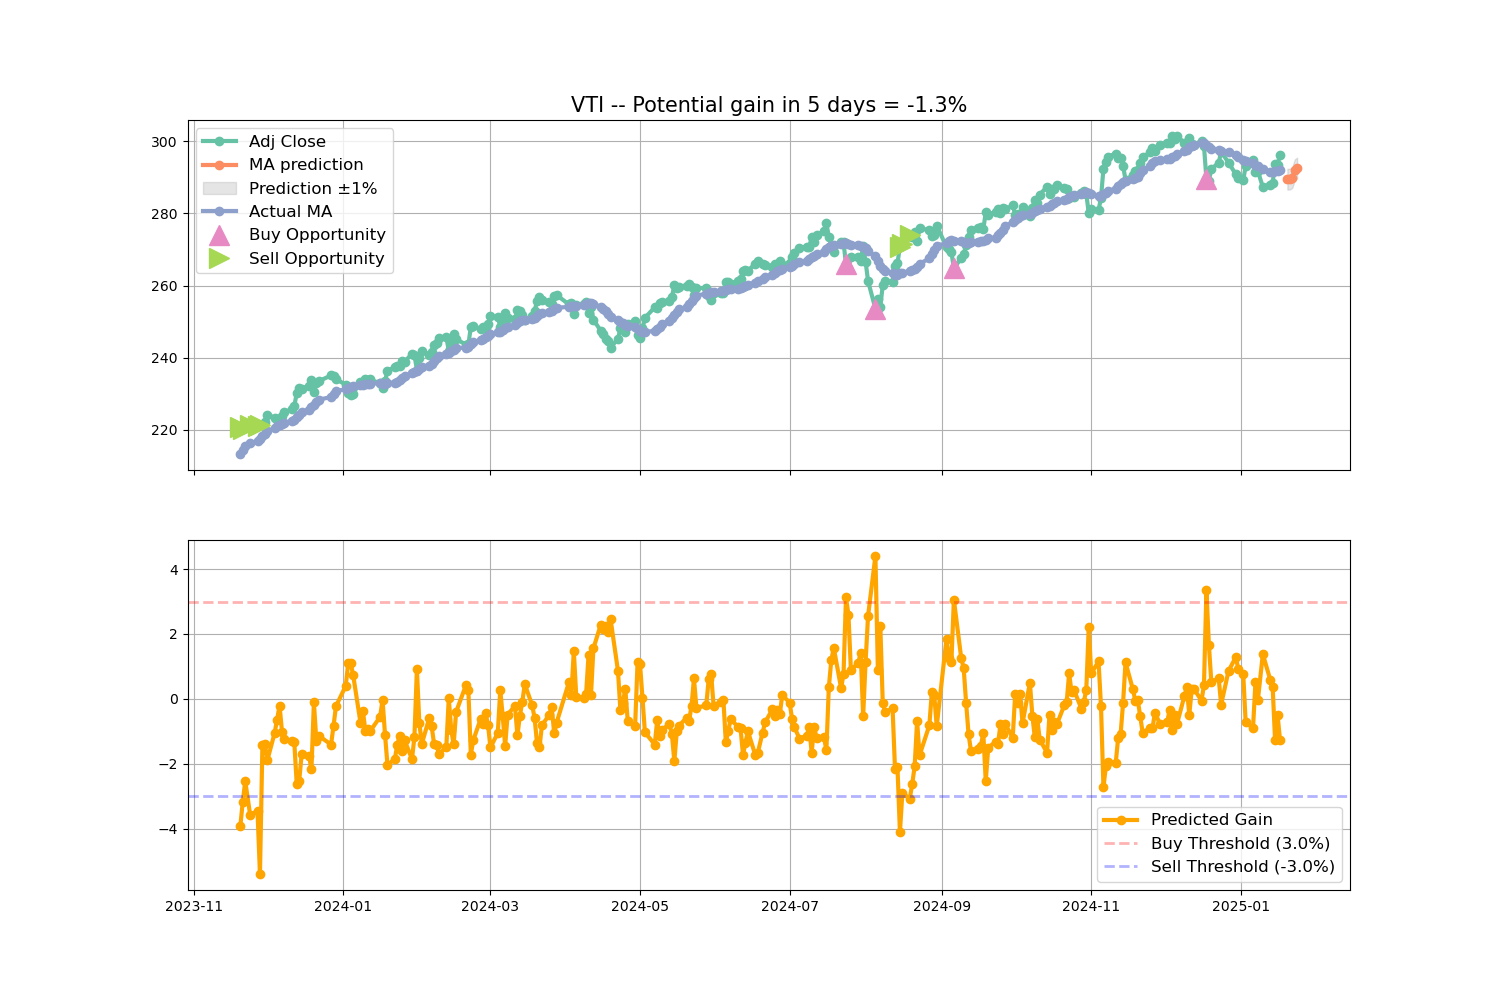 VTI -- Potential gain in 5 days = -1.3%
300
280
260
240
220
Adj Close
MA prediction
Prediction ±1%
Actual MA
Buy Opportunity
Sell Opportunity
4
2
0
−2
−4
Predicted Gain
Buy Threshold (3.0%)
Sell Threshold (-3.0%)
2023-11
2024-01
2024-03
2024-05
2024-07
2024-09
2024-11
2025-01